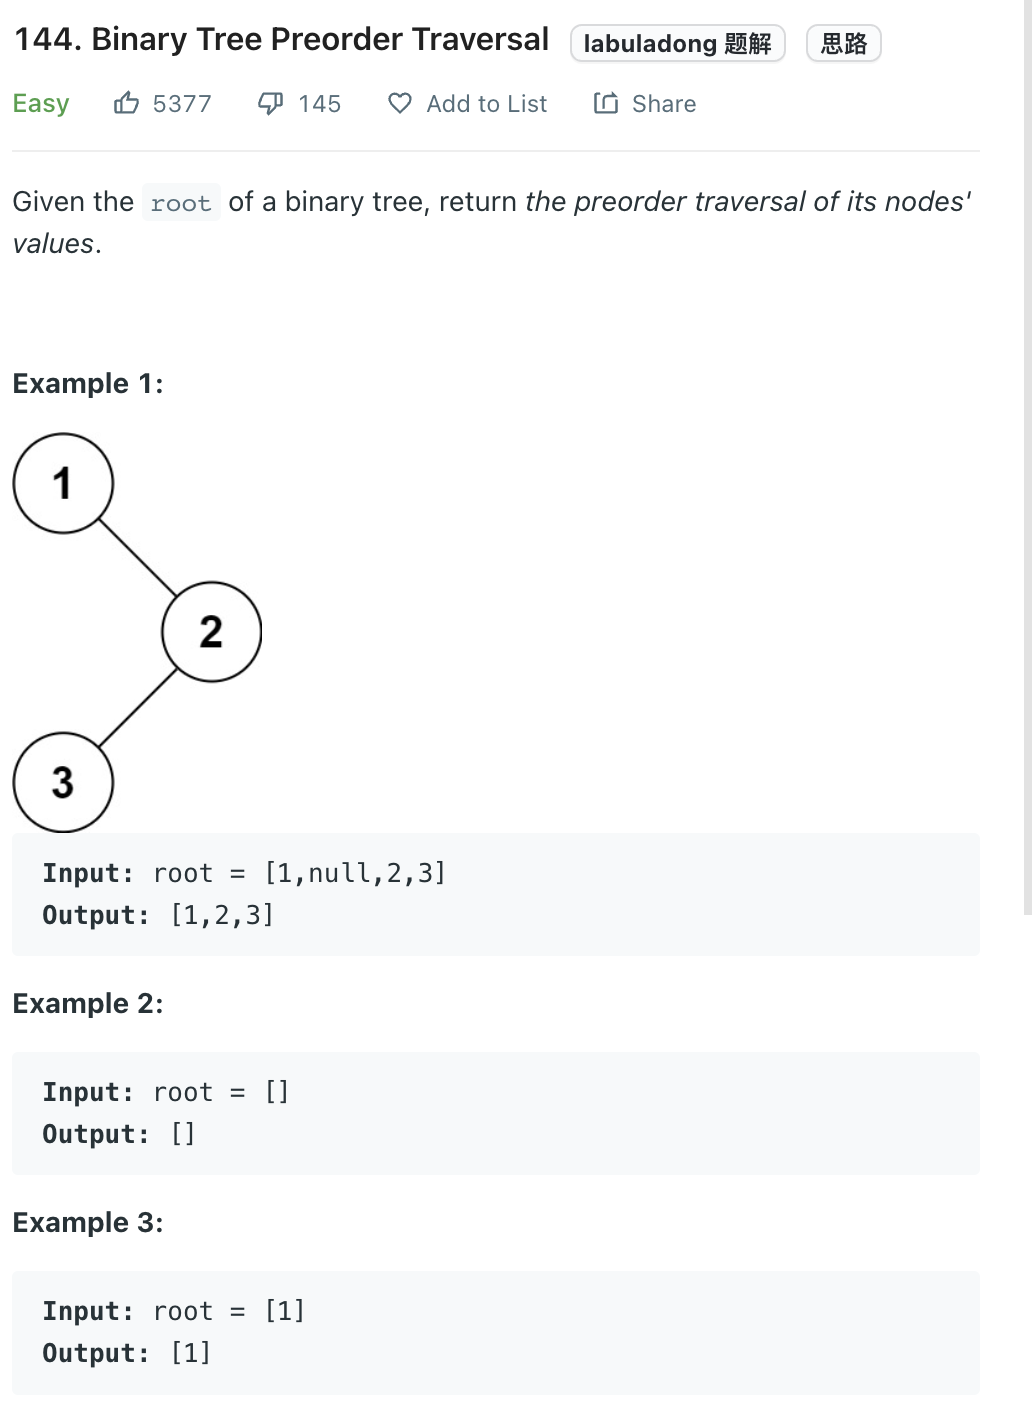 144. Binary Tree Preorder Traversal labuladong 题解 思路
Easy 5377 145 Add to List Share
Given the root of a binary tree, return the preorder traversal of its nodes'
values.
Example 1:
1
2
3
Input: root = [1,null,2,3]
Output: [1,2,3]
Example 2:
Input: root = []
Output: []
Example 3:
Input: root = [1]
Output: [1]